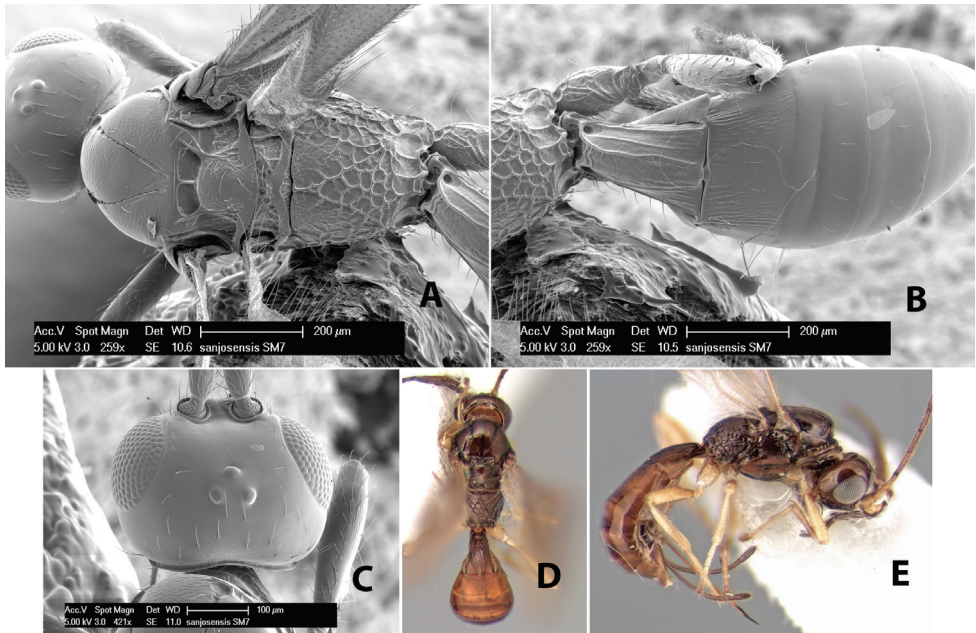 A
Acc.V Spot Magn Det WD 200 µm
5.00 kV 3.0 259x SE 10.6 sanjosensis SM7
B
Acc.V Spot Magn Det WD 200 µm
5.00 kV 3.0 259x SE 10.5 sanjosensis SM7
C
Acc.V Spot Magn Det WD 100 µm
5.00 kV 3.0 421x SE 11.0 sanjosensis SM7
D
E